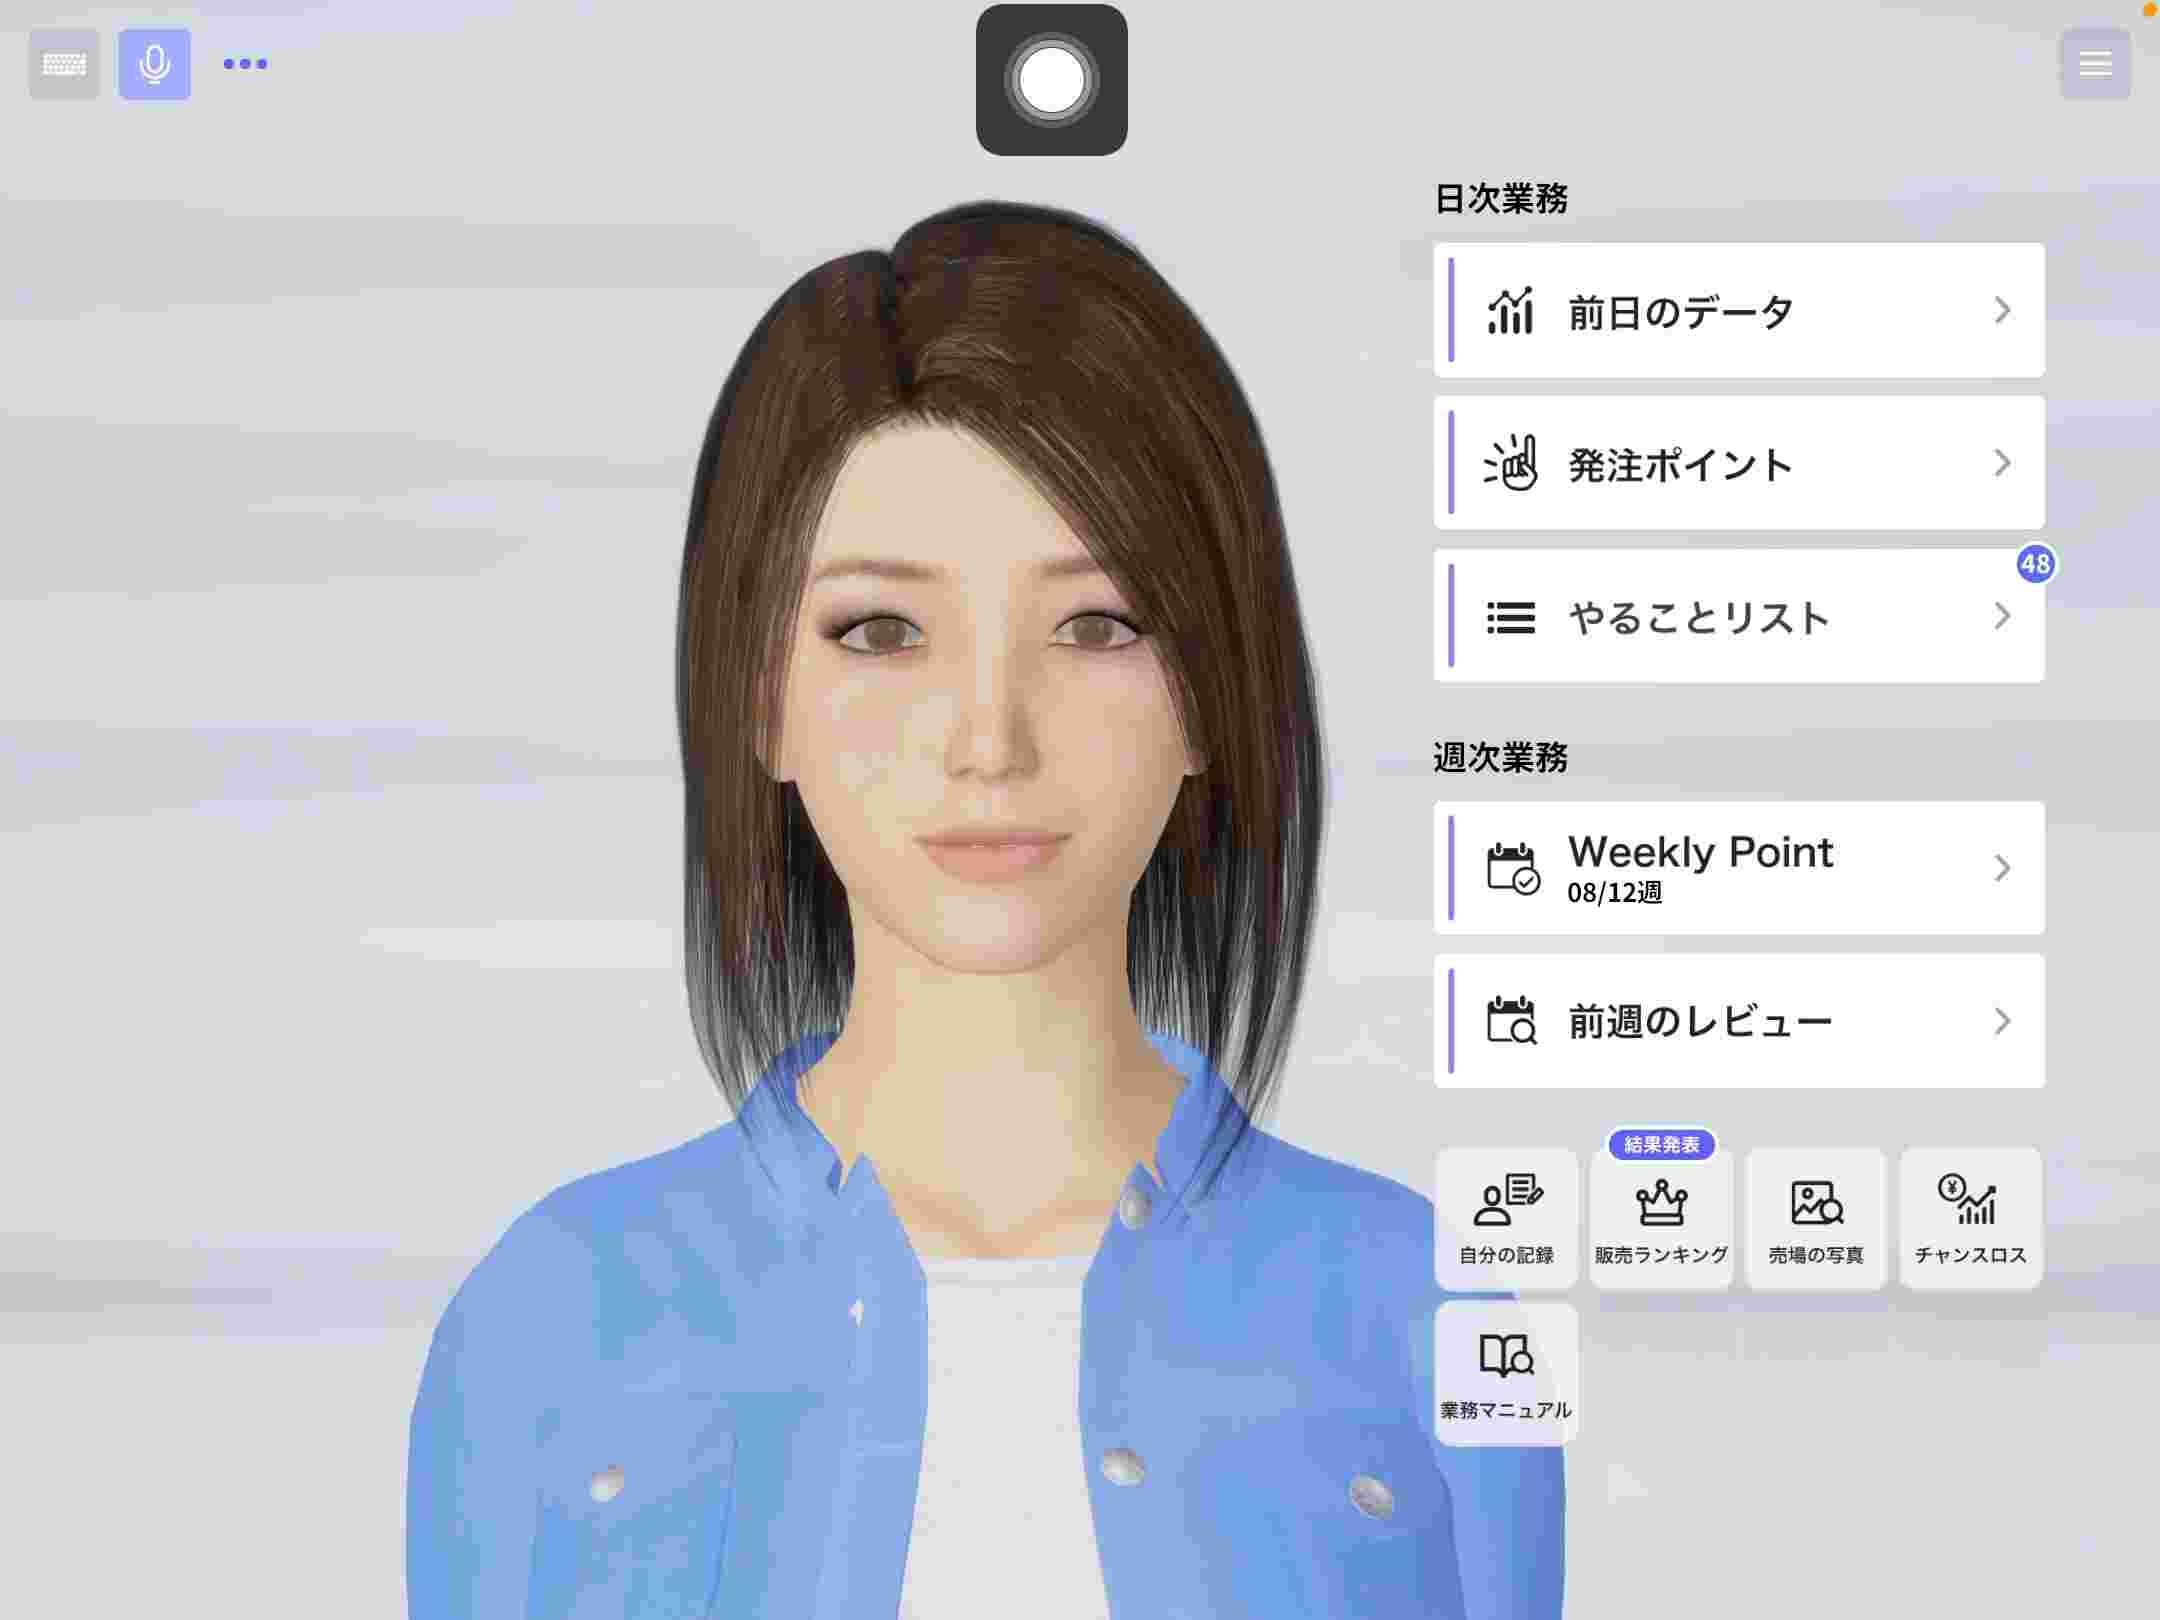 日次業務
前日のデータ
発注ポイント
48
やることリスト
週次業務
Weekly Point
08/12週
前週のレビュー
結果発表
自分の記録
販売ランキング
売場の写真
チャンスロス
業務マニュアル